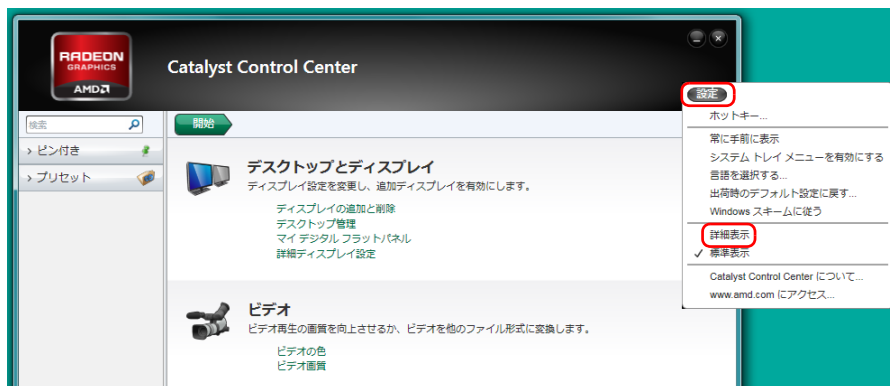 RADEON
GRAPHICS
AMD
Catalyst Control Center
設定
ホットキー...
常に手前に表示
システム トレイ メニューを有効にする
言語を選択する...
出荷時のデフォルト設定に戻す...
Windows スキームに従う
詳細表示
標準表示
Catalyst Control Center について...
www.amd.com にアクセス...
検索
ピン付き
プリセット
開始
デスクトップとディスプレイ
ディスプレイ設定を変更し、追加ディスプレイを有効にします。
ディスプレイの追加と削除
デスクトップ管理
マイ デジタル フラットパネル
詳細ディスプレイ設定
ビデオ
ビデオ再生の画質を向上させるか、ビデオを他のファイル形式に変換します。
ビデオの色
ビデオ画質